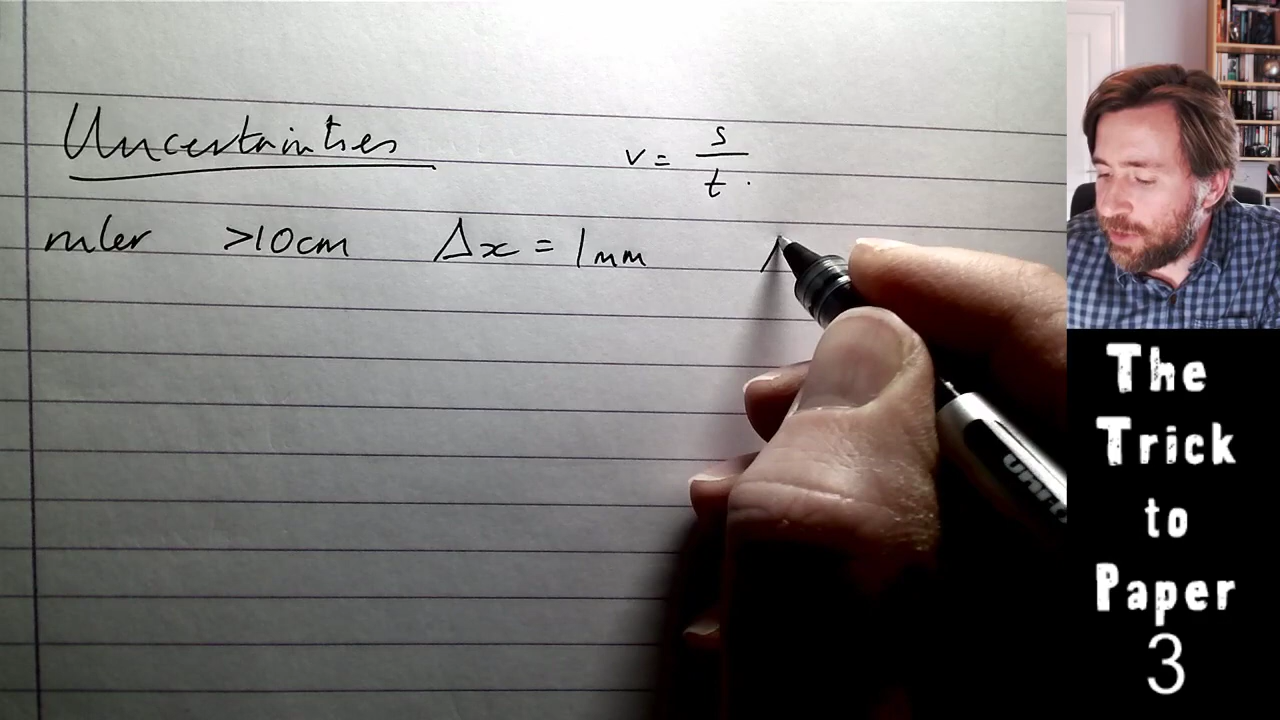 Uncertainties
v = s/t.
ruler >10cm Δx = 1mm
The
Trick
to
Paper
3